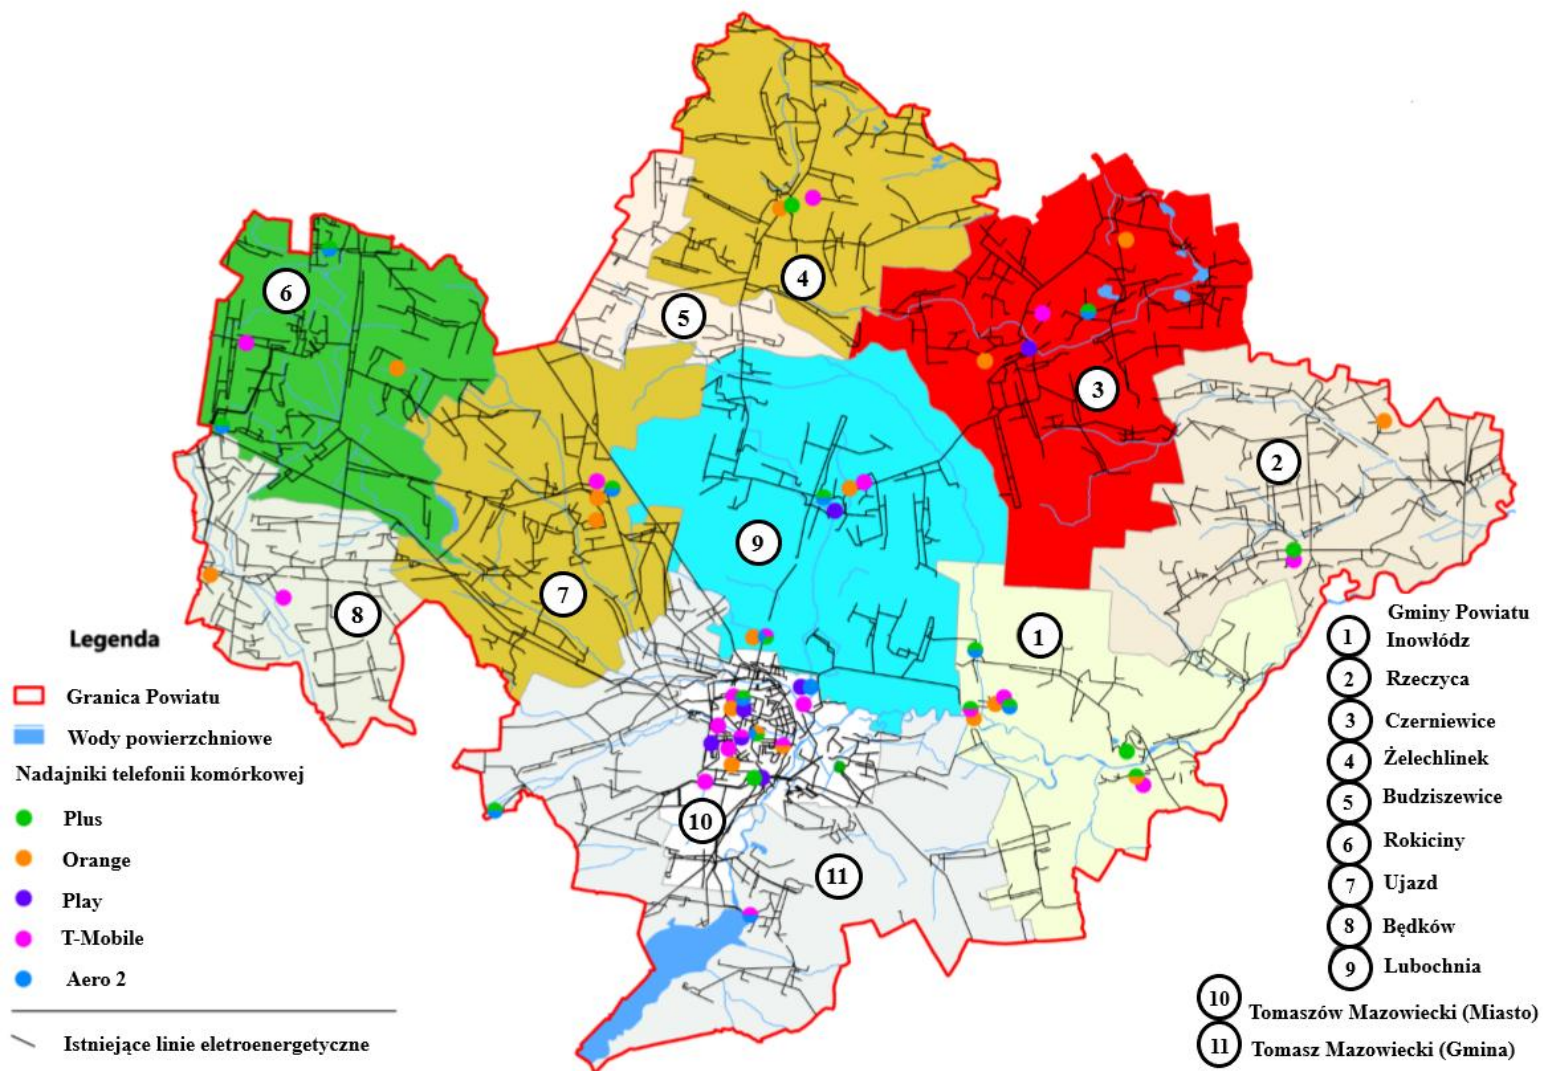 4
6
5
3
2
9
7
8
1
10
11
Legenda
Granica Powiatu
Wody powierzchniowe
Nadajniki telefonii komórkowej
Plus
Orange
Play
T-Mobile
Aero 2
Istniejące linie eletroenergetyczne
Gminy Powiatu
1 Inowłódz
2 Rzeczyca
3 Czerniewice
4 Żelechlinek
5 Budziszewice
6 Rokiciny
7 Ujazd
8 Będków
9 Lubochnia
10 Tomaszów Mazowiecki (Miasto)
11 Tomasz Mazowiecki (Gmina)